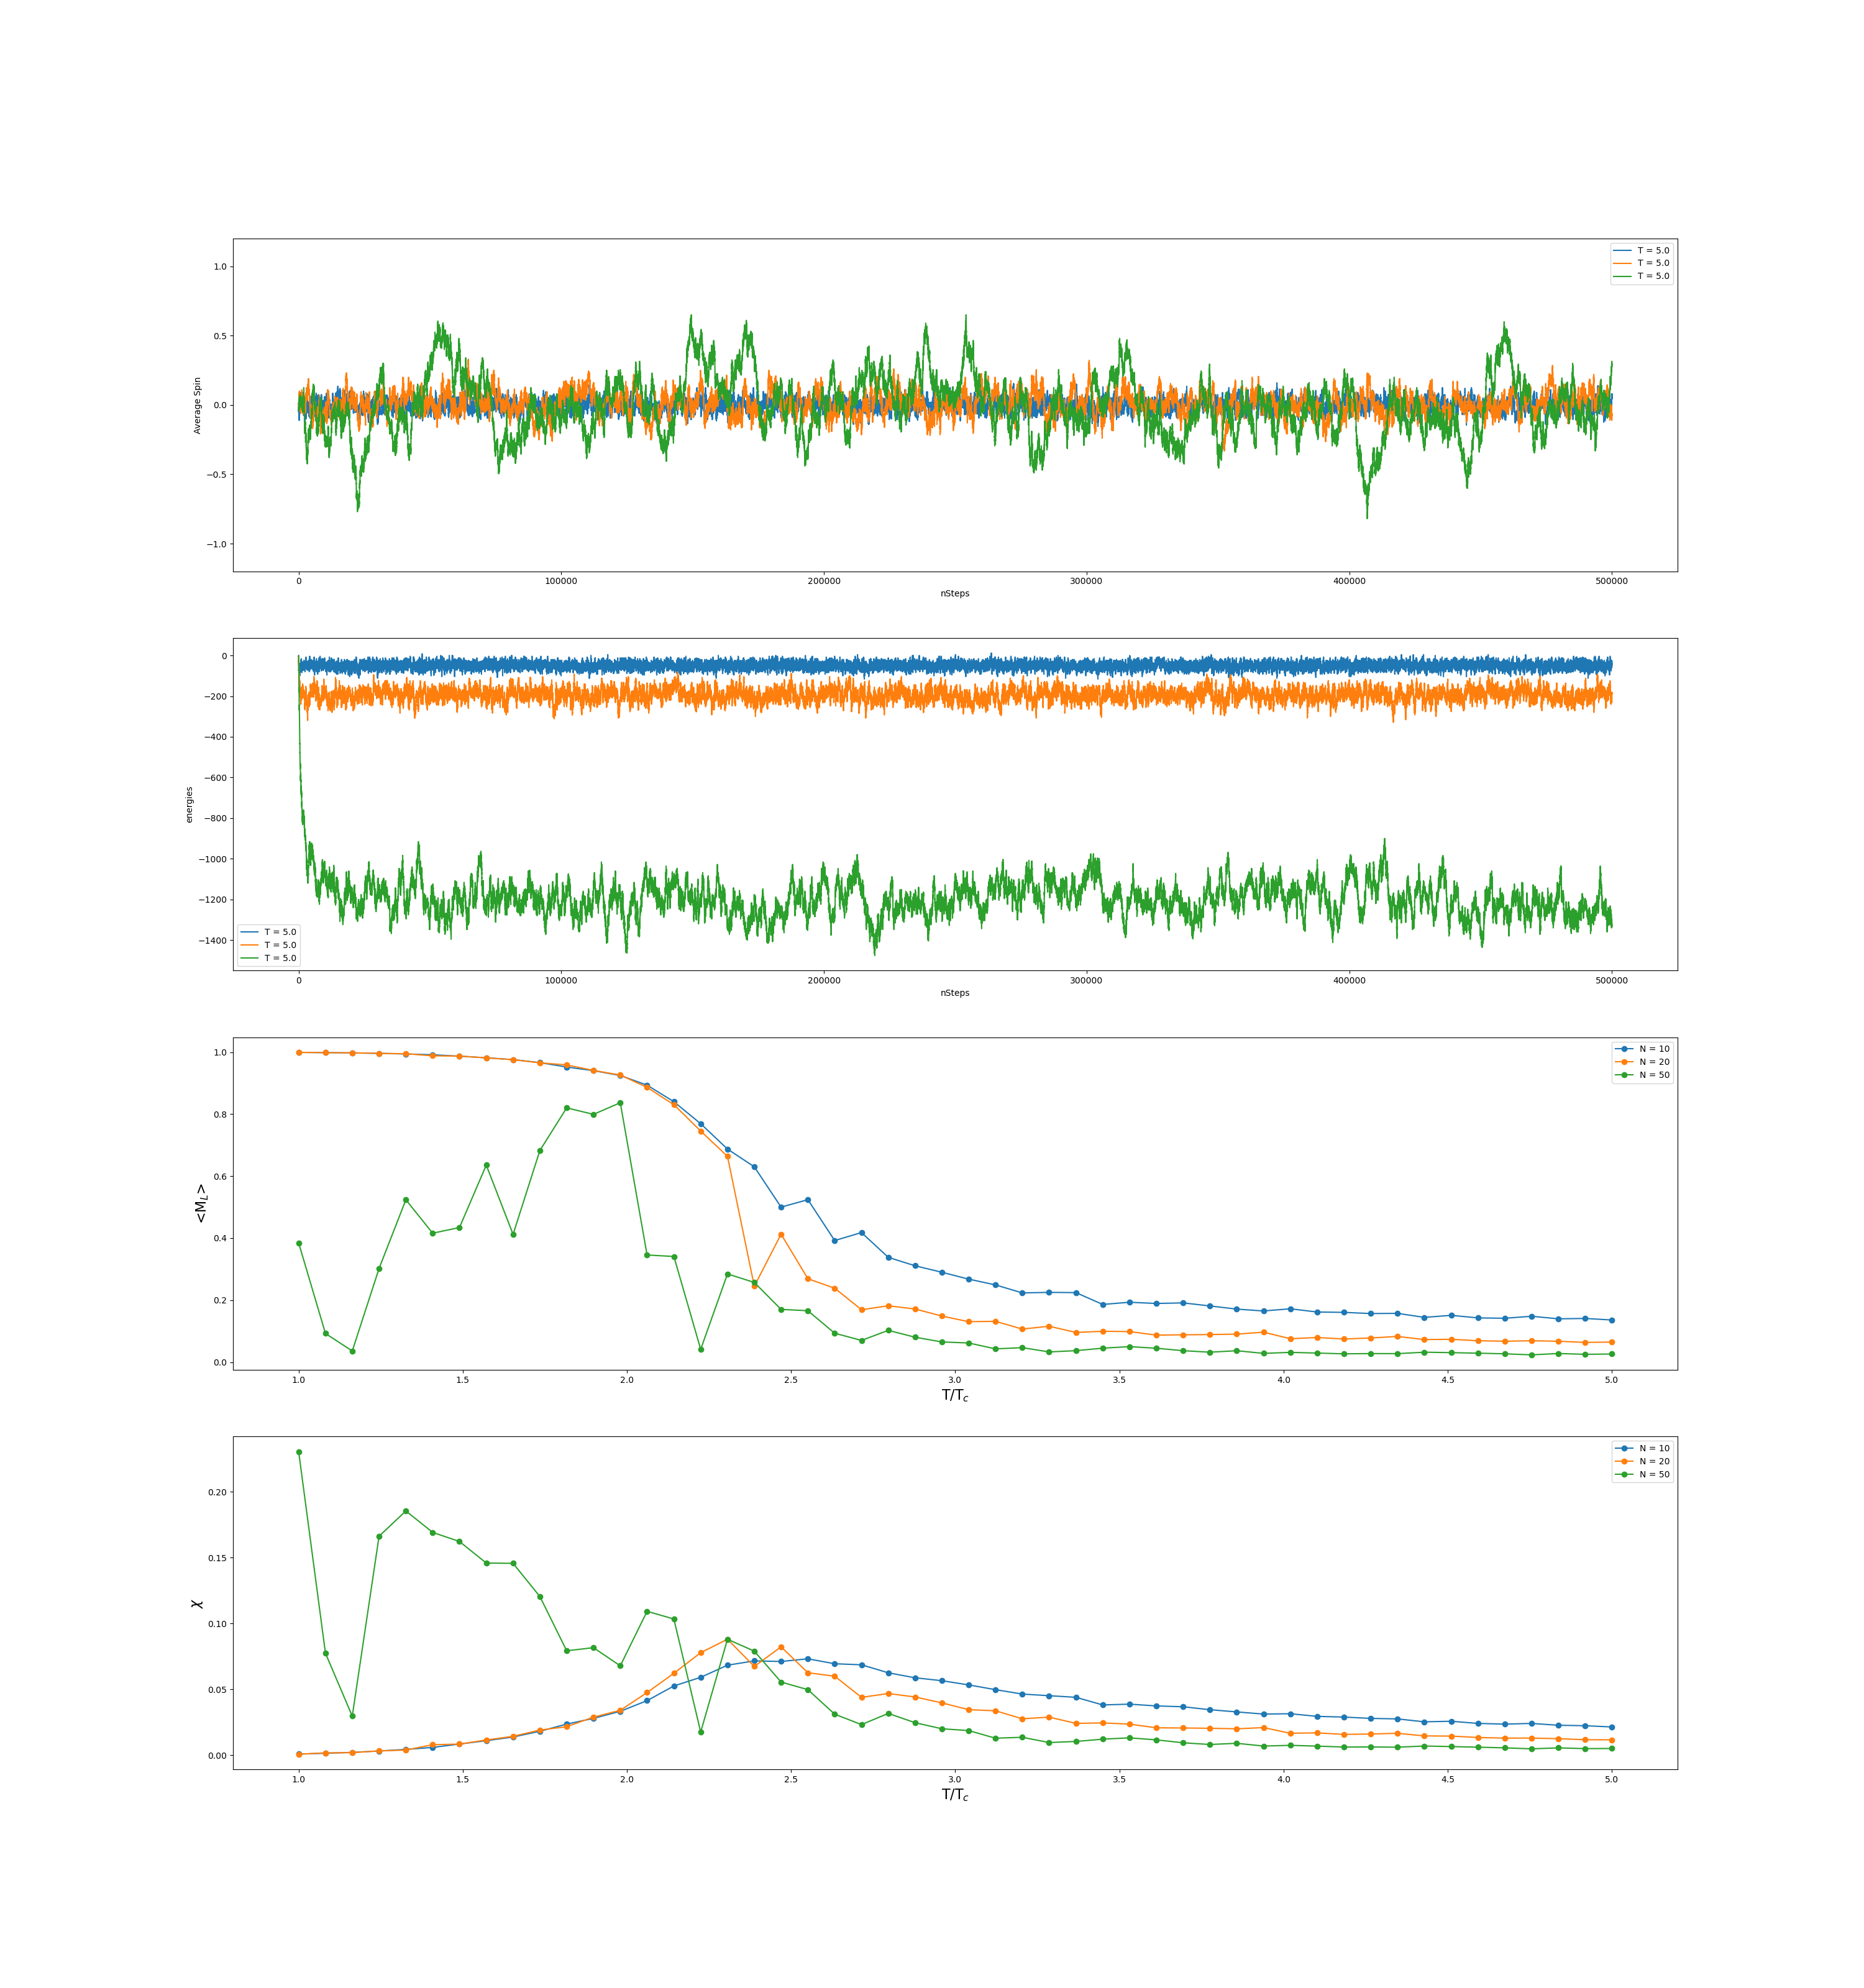 1.0
0.5
0.0
−0.5
−1.0
Average Spin
T = 5.0
T = 5.0
T = 5.0
0 100000 200000 300000 400000 500000
nSteps
0
−200
−400
−600
−800
−1000
−1200
−1400
energies
T = 5.0
T = 5.0
T = 5.0
0 100000 200000 300000 400000 500000
nSteps
1.0
0.8
0.6
0.4
0.2
0.0
<M_L>
N = 10
N = 20
N = 50
1.0 1.5 2.0 2.5 3.0 3.5 4.0 4.5 5.0
T/T_c
0.20
0.15
0.10
0.05
0.00
χ
N = 10
N = 20
N = 50
1.0 1.5 2.0 2.5 3.0 3.5 4.0 4.5 5.0
T/T_c